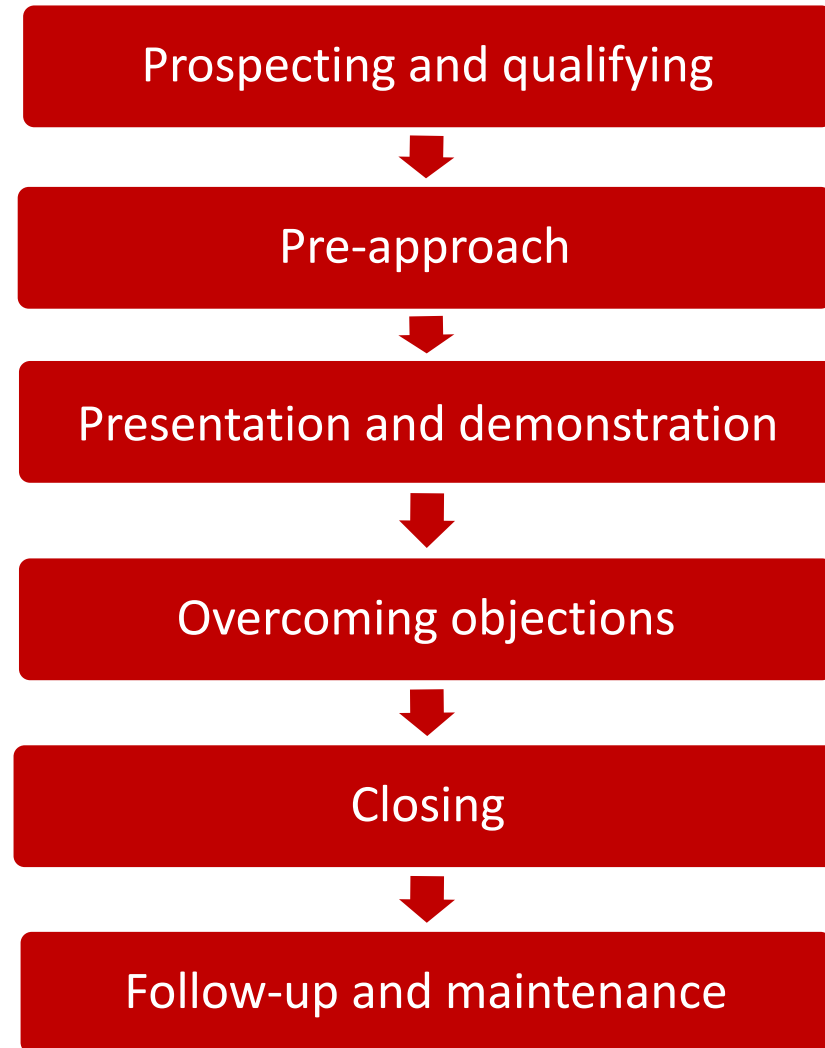 Prospecting and qualifying
Pre-approach
Presentation and demonstration
Overcoming objections
Closing
Follow-up and maintenance